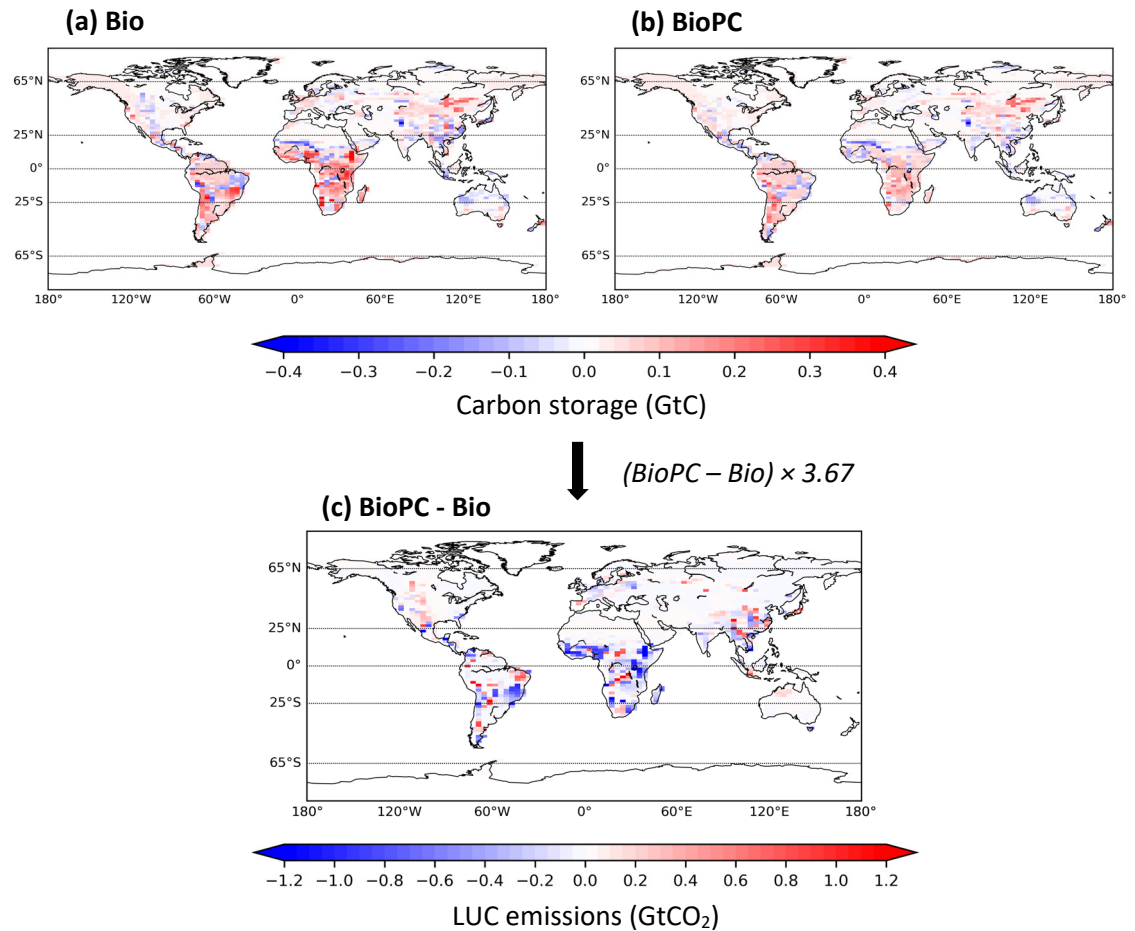 (a) Bio
(b) BioPC
65°N
25°N
0°
25°S
65°S
180° 120°W 60°W 0° 60°E 120°E 180°
65°N
25°N
0°
25°S
65°S
180° 120°W 60°W 0° 60°E 120°E 180°
−0.4 −0.3 −0.2 −0.1 0.0 0.1 0.2 0.3 0.4
Carbon storage (GtC)
(BioPC – Bio) × 3.67
(c) BioPC - Bio
65°N
25°N
0°
25°S
65°S
180° 120°W 60°W 0° 60°E 120°E 180°
−1.2 −1.0 −0.8 −0.6 −0.4 −0.2 0.0 0.2 0.4 0.6 0.8 1.0 1.2
LUC emissions (GtCO₂)